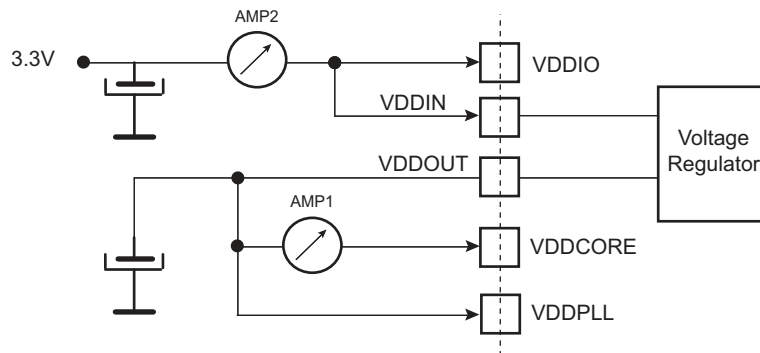 AMP2
3.3V
VDDIO
VDDIN
Voltage
Regulator
VDDOUT
AMP1
VDDCORE
VDDPLL